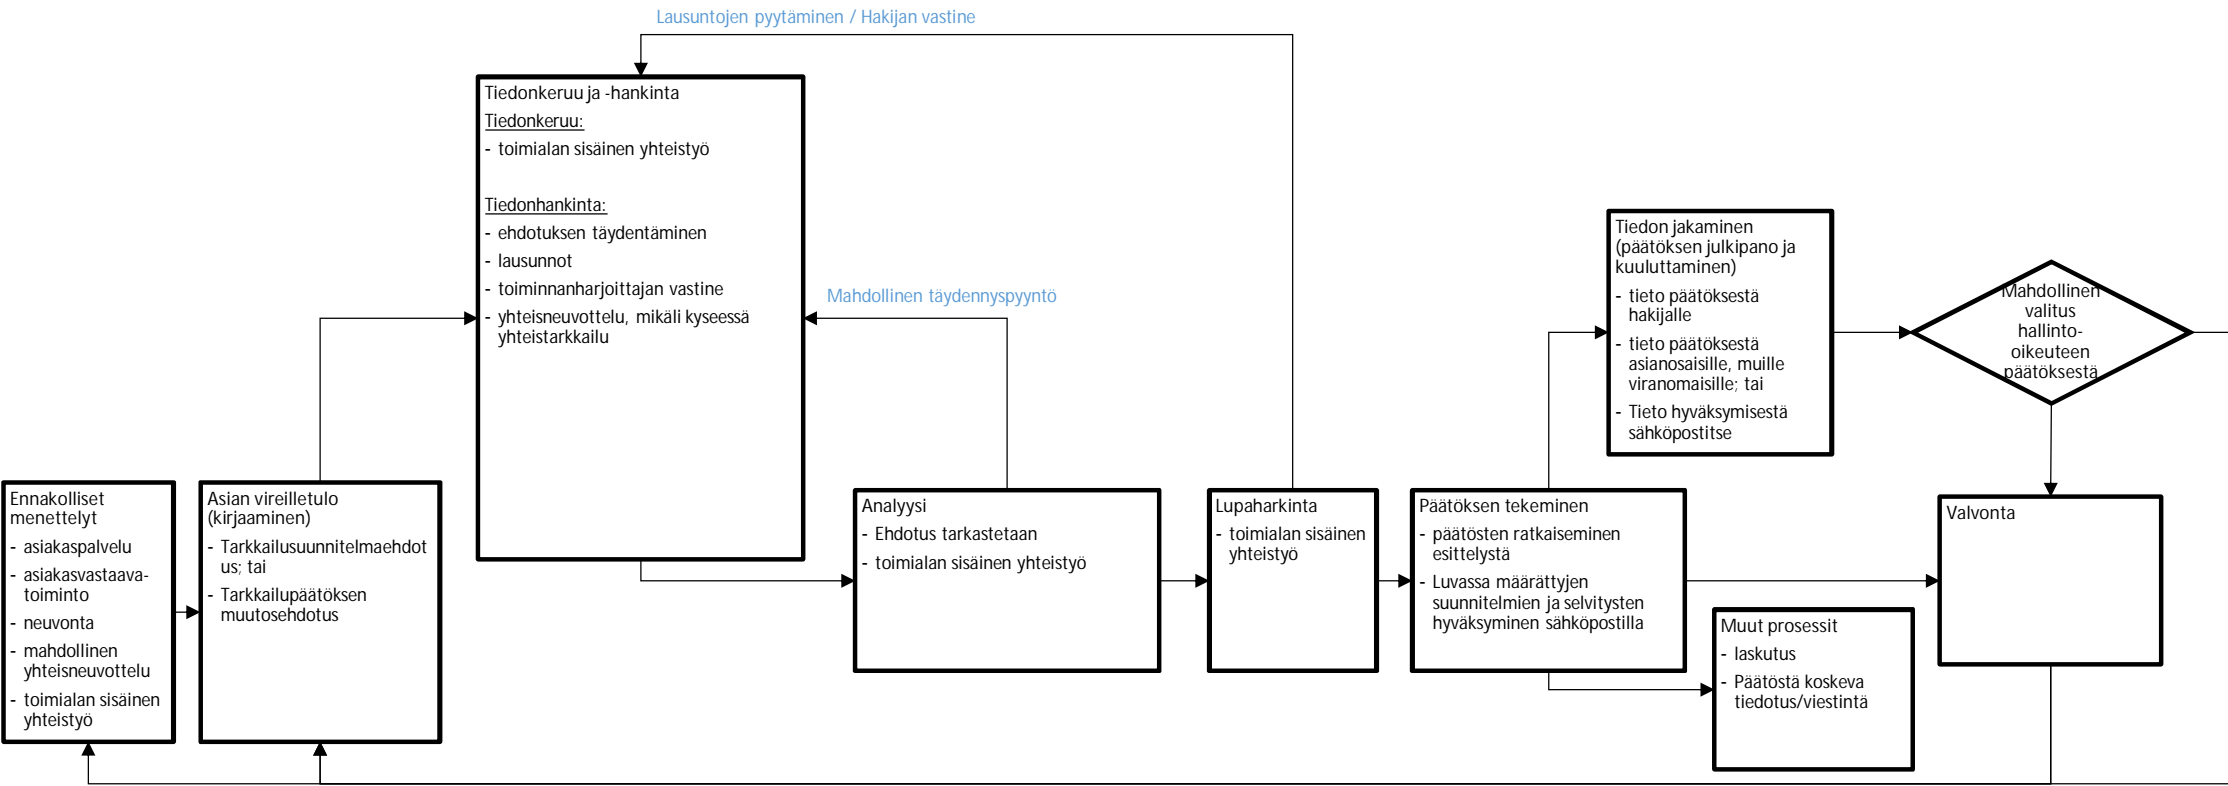 Lausuntojen pyytäminen / Hakijan vastine
Tiedonkeruu ja -hankinta
Tiedonkeruu:
- toimialan sisäinen yhteistyö
Tiedonhankinta:
- ehdotuksen täydentäminen
- lausunnot
- toiminnanharjoittajan vastine
- yhteisneuvottelu, mikäli kyseessä
yhteistarkkailu
Mahdollinen täydennyspyyntö
Tiedon jakaminen
(päätöksen julkipano ja
kuuluttaminen)
- tieto päätöksestä
hakijalle
- tieto päätöksestä
asianosaisille, muille
viranomaisille; tai
- Tieto hyväksymisestä
sähköpostitse
Mahdollinen
valitus
hallinto-
oikeuteen
päätöksestä
Ennakolliset
menettelyt
- asiakaspalvelu
- asiakasvastaava-
toiminto
- neuvonta
- mahdollinen
yhteisneuvottelu
- toimialan sisäinen
yhteistyö
Asian vireilletulo
(kirjaaminen)
- Tarkkailusuunnitelmaehdot
us; tai
- Tarkkailupäätöksen
muutosehdotus
Analyysi
- Ehdotus tarkastetaan
- toimialan sisäinen yhteistyö
Lupaharkinta
- toimialan sisäinen
yhteistyö
Päätöksen tekeminen
- päätösten ratkaiseminen
esittelystä
- Luvassa määrättyjen
suunnitelmien ja selvitysten
hyväksyminen sähköpostilla
Muut prosessit
- laskutus
- Päätöstä koskeva
tiedotus/viestintä
Valvonta